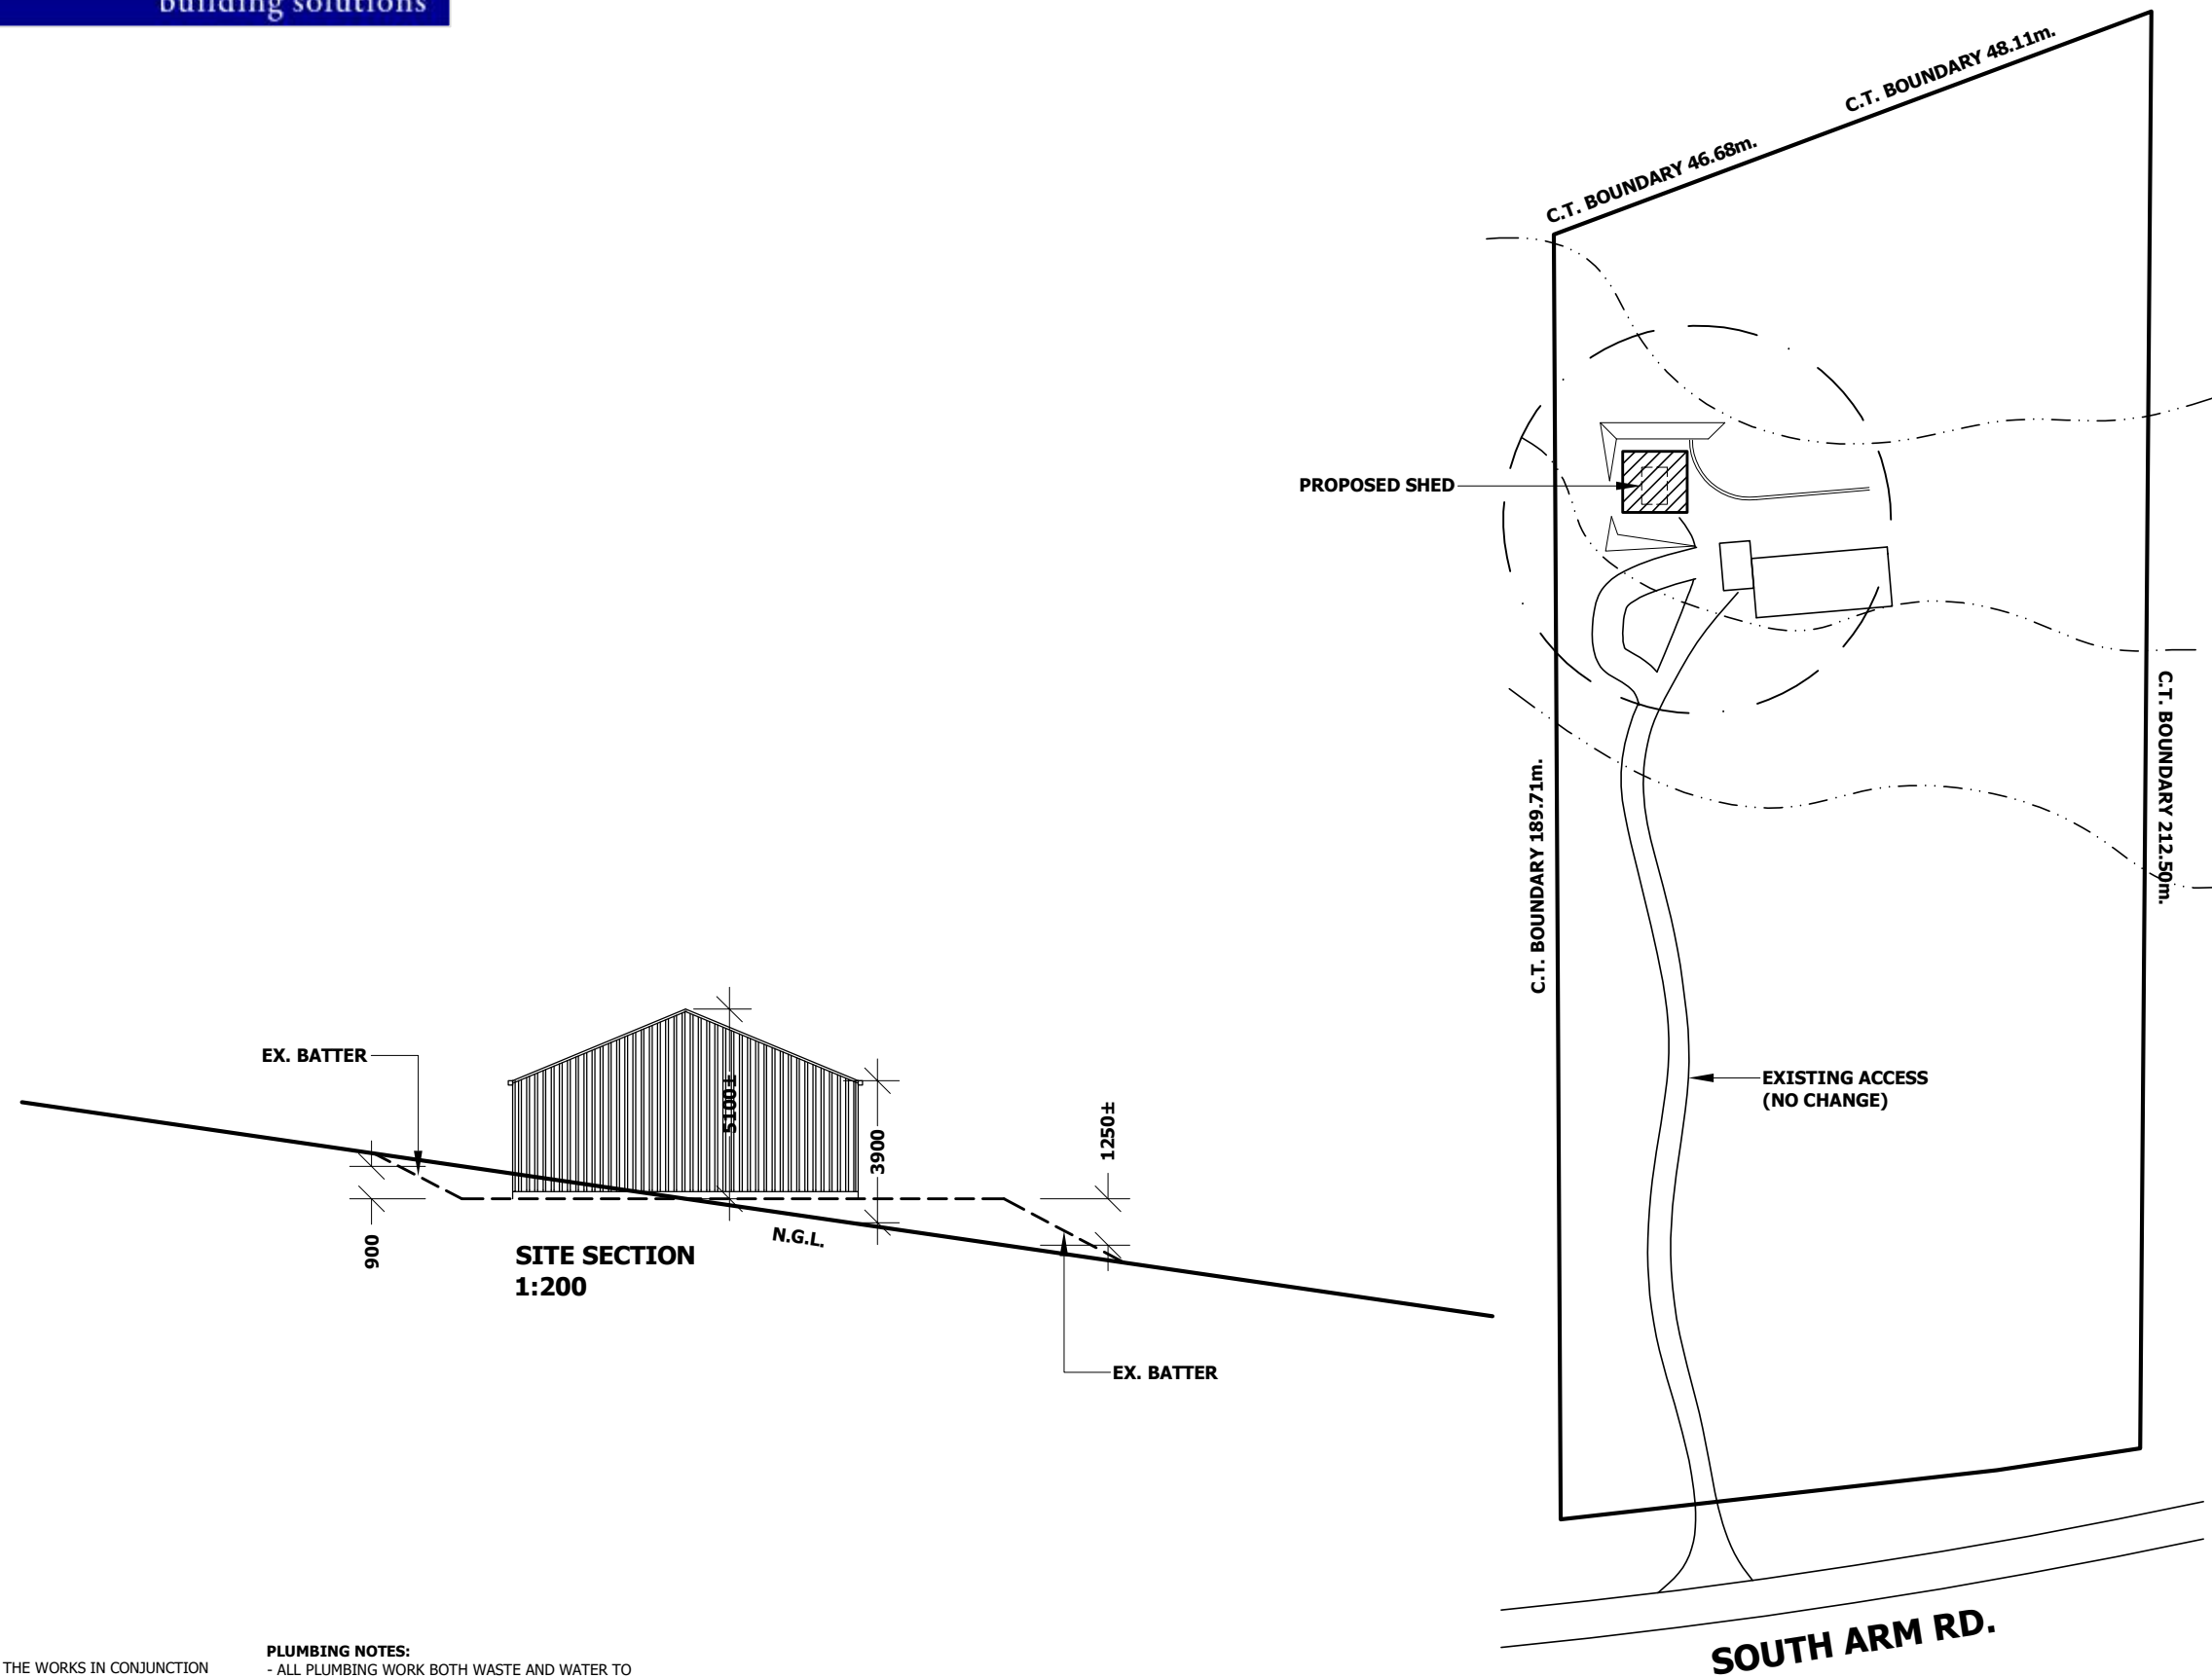 building solutions
C.T. BOUNDARY 48.11m.
C.T. BOUNDARY 46.68m.
PROPOSED SHED
C.T. BOUNDARY 212.50m.
C.T. BOUNDARY 189.71m.
EX. BATTER
5100±
3900
1250±
EXISTING ACCESS
(NO CHANGE)
900
N.G.L.
SITE SECTION
1:200
EX. BATTER
SOUTH ARM RD.
THE WORKS IN CONJUNCTION
PLUMBING NOTES:
- ALL PLUMBING WORK BOTH WASTE AND WATER TO